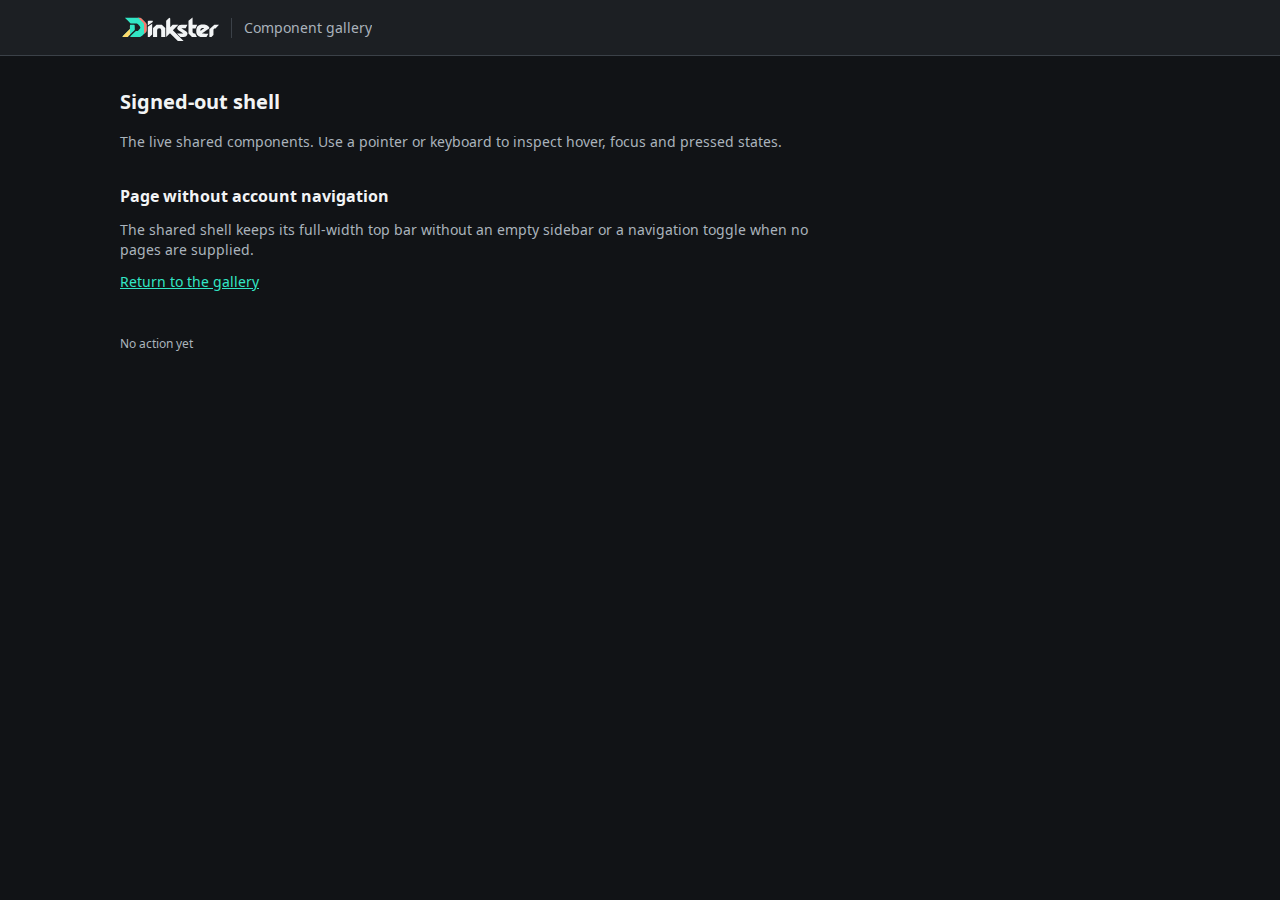 Dinkster
Component gallery
Signed-out shell
The live shared components. Use a pointer or keyboard to inspect hover, focus and pressed states.
Page without account navigation
The shared shell keeps its full-width top bar without an empty sidebar or a navigation toggle when no
pages are supplied.
Return to the gallery
No action yet